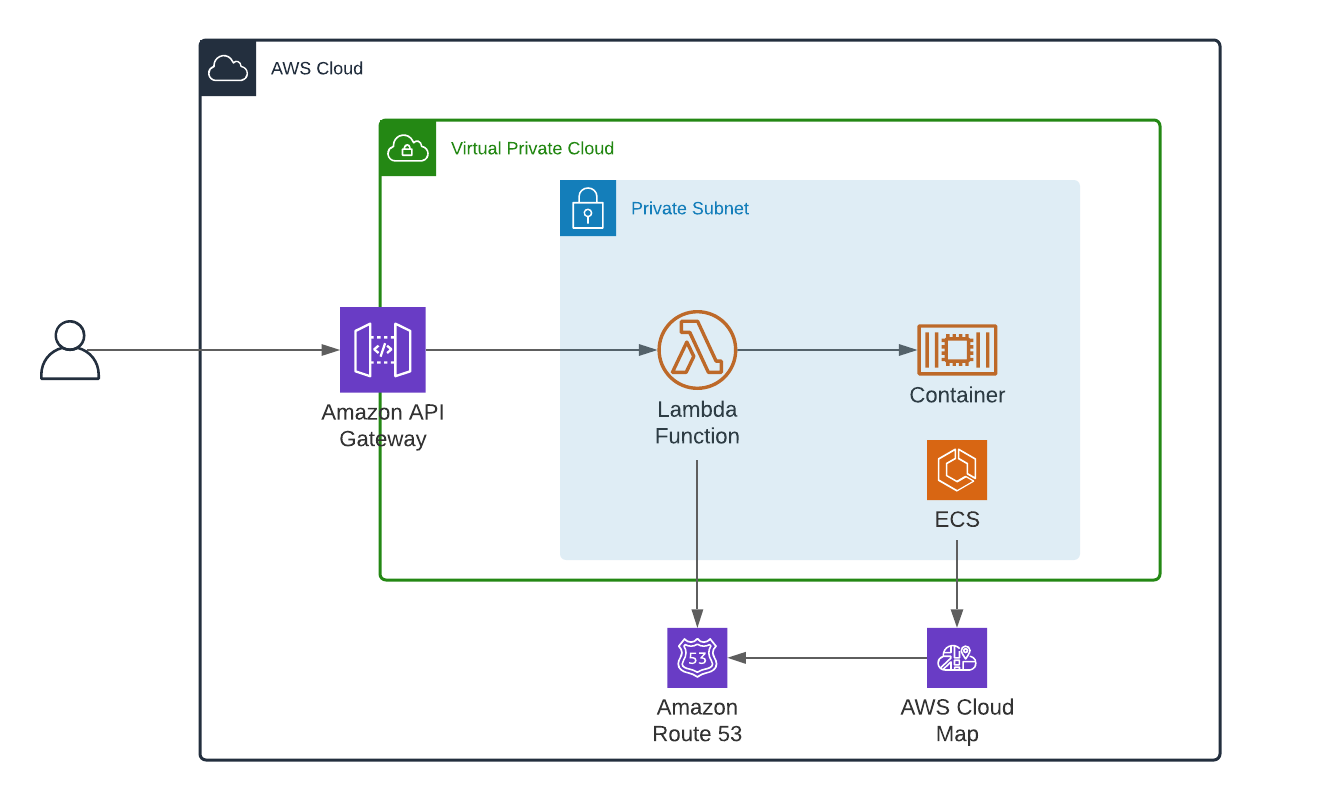 AWS Cloud
Virtual Private Cloud
Private Subnet
</>
Amazon API
Gateway
Lambda
Function
Container
ECS
53
Amazon
Route 53
AWS Cloud
Map